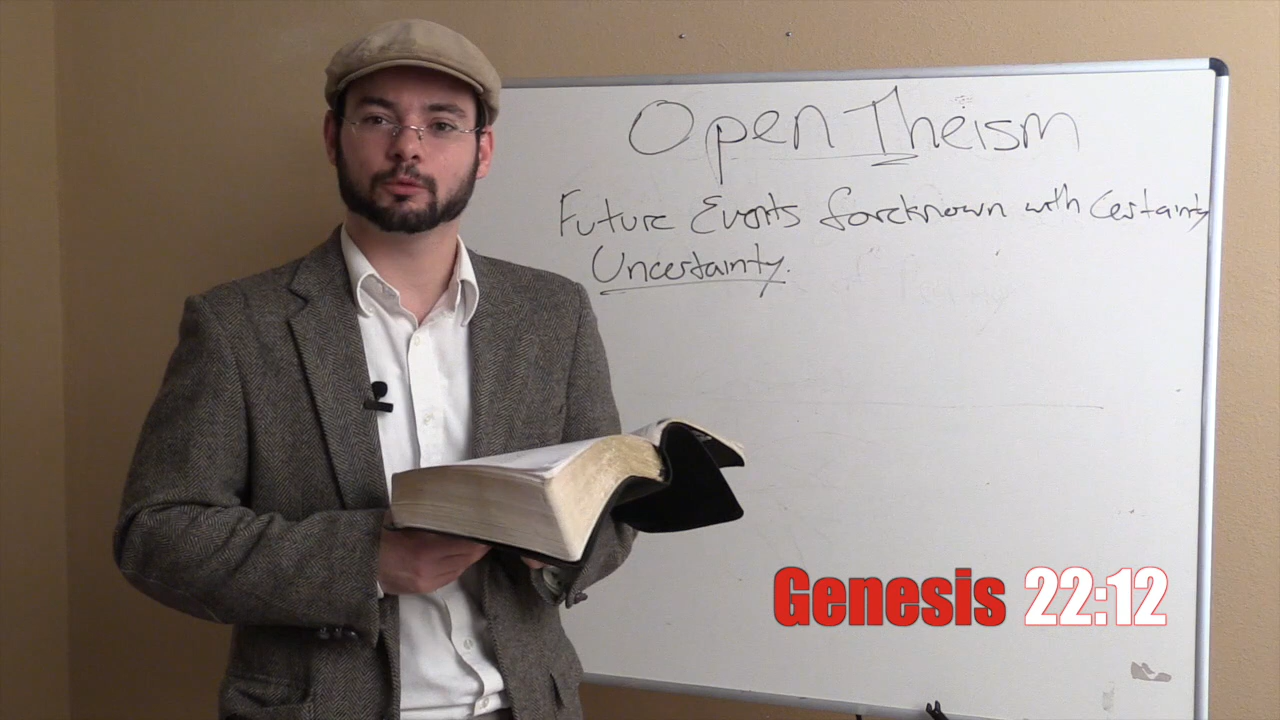 Open Theism
Future Events foreknown with Certainty
Uncertainty.
Genesis 22:12